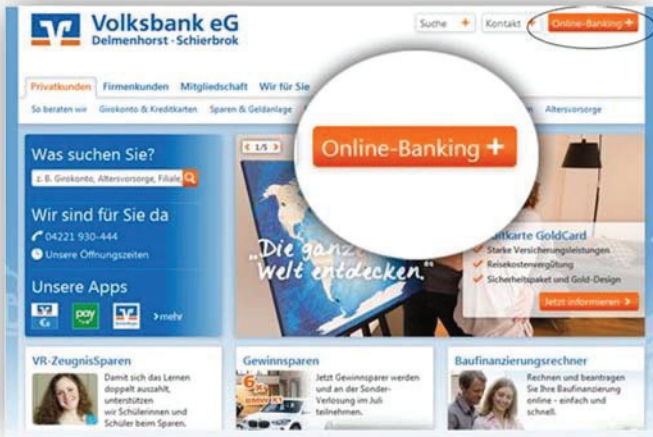 Volksbank eG
Delmenhorst - Schierbrok
Suche +
Kontakt +
Online-Banking +
Privatkunden Firmenkunden Mitgliedschaft Wir für Sie
So beraten wir Girokonto & Kreditkarten Sparen & Geldanlage Altersvorsorge
Was suchen Sie?
z. B. Girokonto, Altersvorsorge, Filiale,
Wir sind für Sie da
04221 930-444
Unsere Öffnungszeiten
Unsere Apps
pay
mehr
< 1/5 >
Online-Banking +
„Die ganze
Welt entdecken.“
GoldCard
Starke Versicherungsleistungen
Reisekostenvergütung
Sicherheitspaket und Gold-Design
Jetzt informieren >
VR-ZeugnisSparen
Damit sich das Lernen
doppelt auszahlt,
unterstützen
wir Schülerinnen und
Schüler beim Sparen.
Gewinnsparen
6x
Jetzt Gewinnsparer werden
und an der Sonder-
Verlosung im Juli
teilnehmen.
Baufinanzierungsrechner
Rechnen und beantragen
Sie Ihre Baufinanzierung
online - einfach und
schnell.